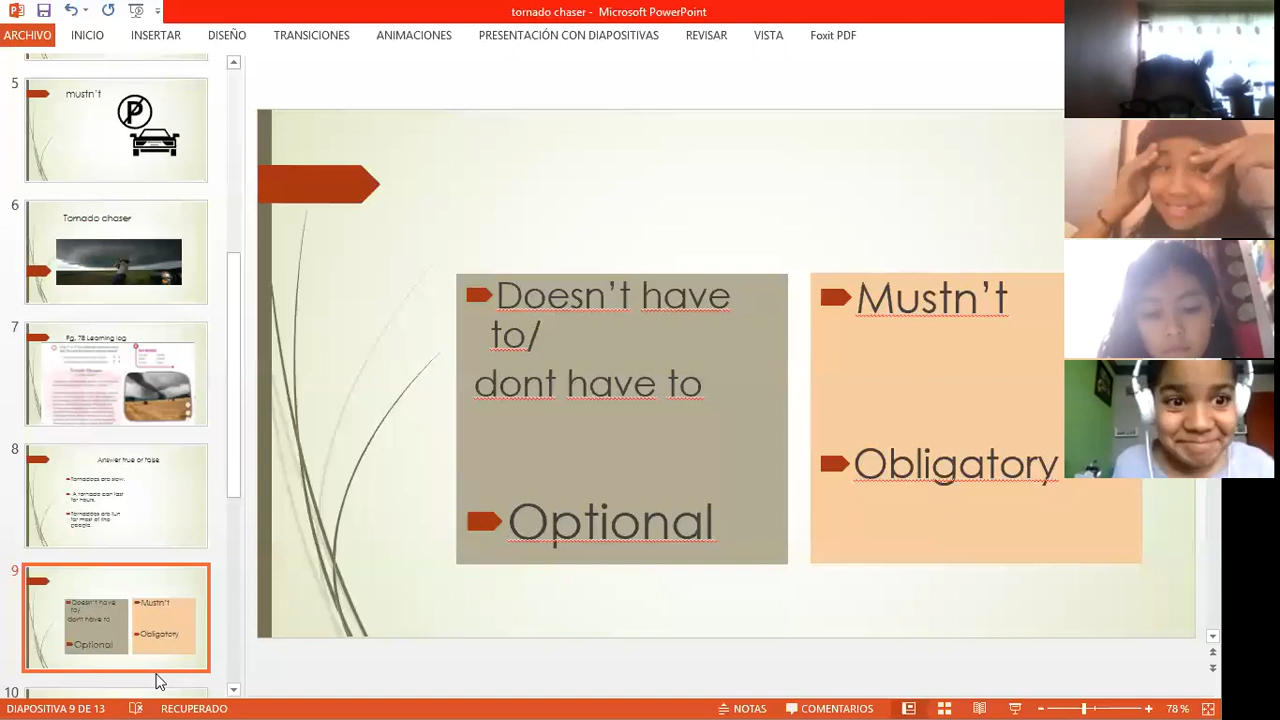 tornado chaser - Microsoft PowerPoint
ARCHIVO INICIO INSERTAR DISEÑO TRANSICIONES ANIMACIONES PRESENTACIÓN CON DIAPOSITIVAS REVISAR VISTA Foxit PDF
5
mustn't
P
6
Tornado chaser
7
Pg. 78 Learning log
8
Answer true or false.
Tornadoes are slow.
A tornado can last
for hours.
9
Doesn't have
to/
dont have to
Optional
Mustn't
Obligatory
10
Doesn't have
to/
dont have to
Optional
Mustn't
Obligatory
DIAPOSITIVA 9 DE 13 RECUPERADO NOTAS COMENTARIOS 78 %